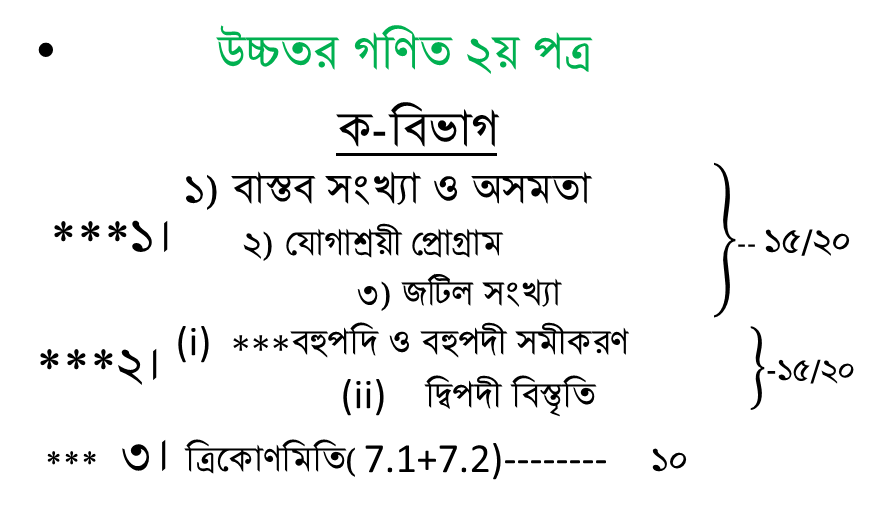 • উচ্চতর গণিত ২য় পত্র
ক-বিভাগ
১) বাস্তব সংখ্যা ও অসমতা
***১। ২) যোগাশ্রয়ী প্রোগ্রাম -- ১৫/২০
৩) জটিল সংখ্যা
***২। (i) ***বহুপদি ও বহুপদী সমীকরণ -১৫/২০
(ii) দ্বিপদী বিস্তৃতি
*** ৩। ত্রিকোণমিতি( 7.1+7.2)-------- ১০